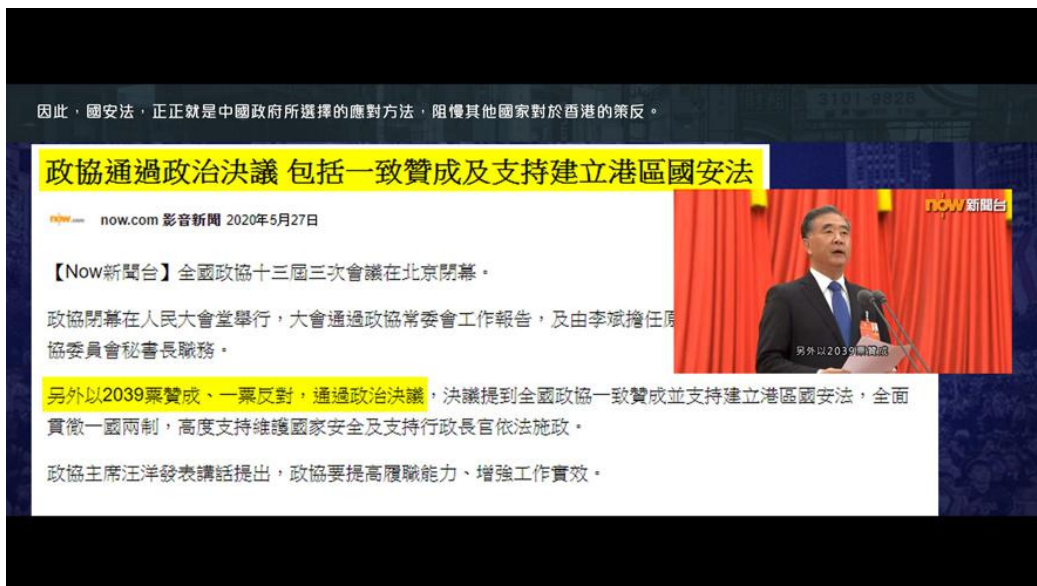 3101-9828
因此，國安法，正正就是中國政府所選擇的應對方法，阻慢其他國家對於香港的策反。
政協通過政治決議 包括一致贊成及支持建立港區國安法
now.com 影音新聞 2020年5月27日
now新聞台
【Now新聞台】全國政協十三屆三次會議在北京閉幕。
政協閉幕在人民大會堂舉行，大會通過政協常委會工作報告，及由李斌擔任原
協委員會秘書長職務。
另外以2039票贊成
另外以2039票贊成、一票反對，通過政治決議，決議提到全國政協一致贊成並支持建立港區國安法，全面
貫徹一國兩制，高度支持維護國家安全及支持行政長官依法施政。
政協主席汪洋發表講話提出，政協要提高履職能力、增強工作實效。